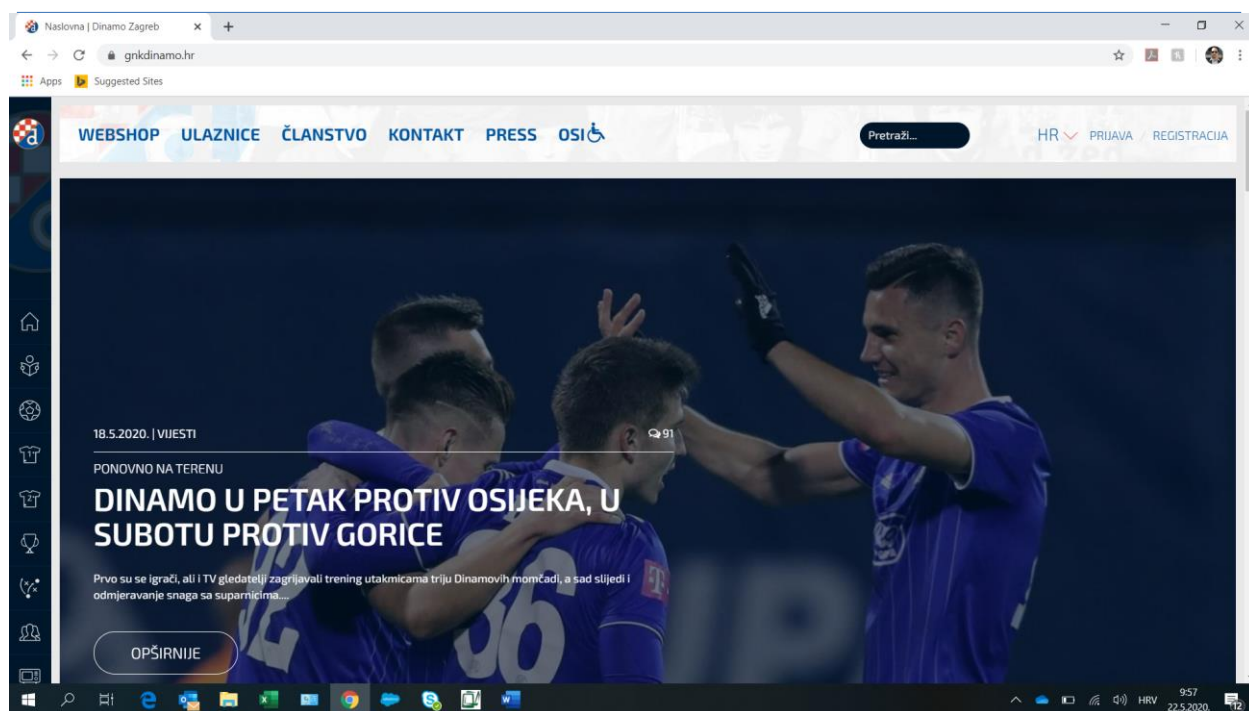 Naslovna | Dinamo Zagreb
gnkdinamo.hr
Apps Suggested Sites
WEBSHOP ULAZNICE ČLANSTVO KONTAKT PRESS OSI Pretraži... HR PRIJAVA / REGISTRACIJA
18.5.2020. | VIJESTI 91
PONOVNO NA TERENU
DINAMO U PETAK PROTIV OSIJEKA, U
SUBOTU PROTIV GORICE
Prvo su se igrači, ali i TV gledatelji zagrijavali trening utakmicama triju Dinamovih momčadi, a sad slijedi i
odmjeravanje snaga sa suparnicima....
OPŠIRNIJE
36
HRV 9:57
22.5.2020. 12